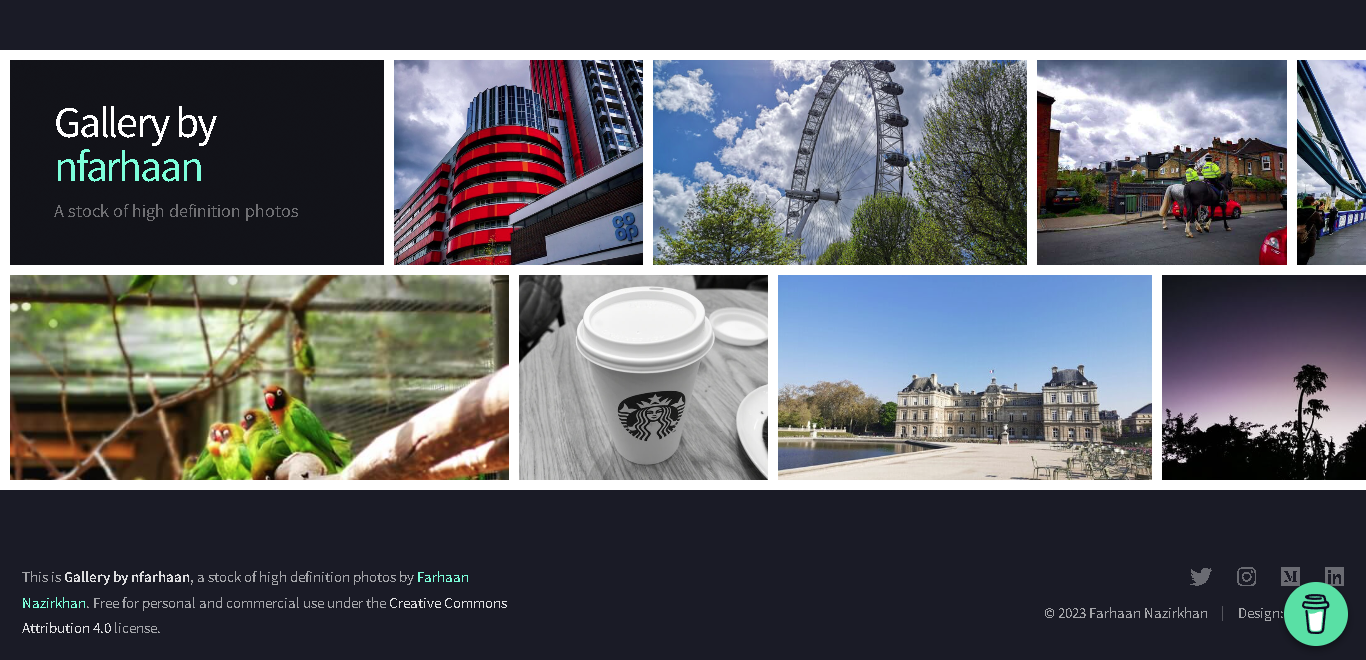 Gallery by
nfarhaan
A stock of high definition photos
co
op
This is Gallery by nfarhaan, a stock of high definition photos by Farhaan
Nazirkhan. Free for personal and commercial use under the Creative Commons
Attribution 4.0 license.
M
in
© 2023 Farhaan Nazirkhan
Design: